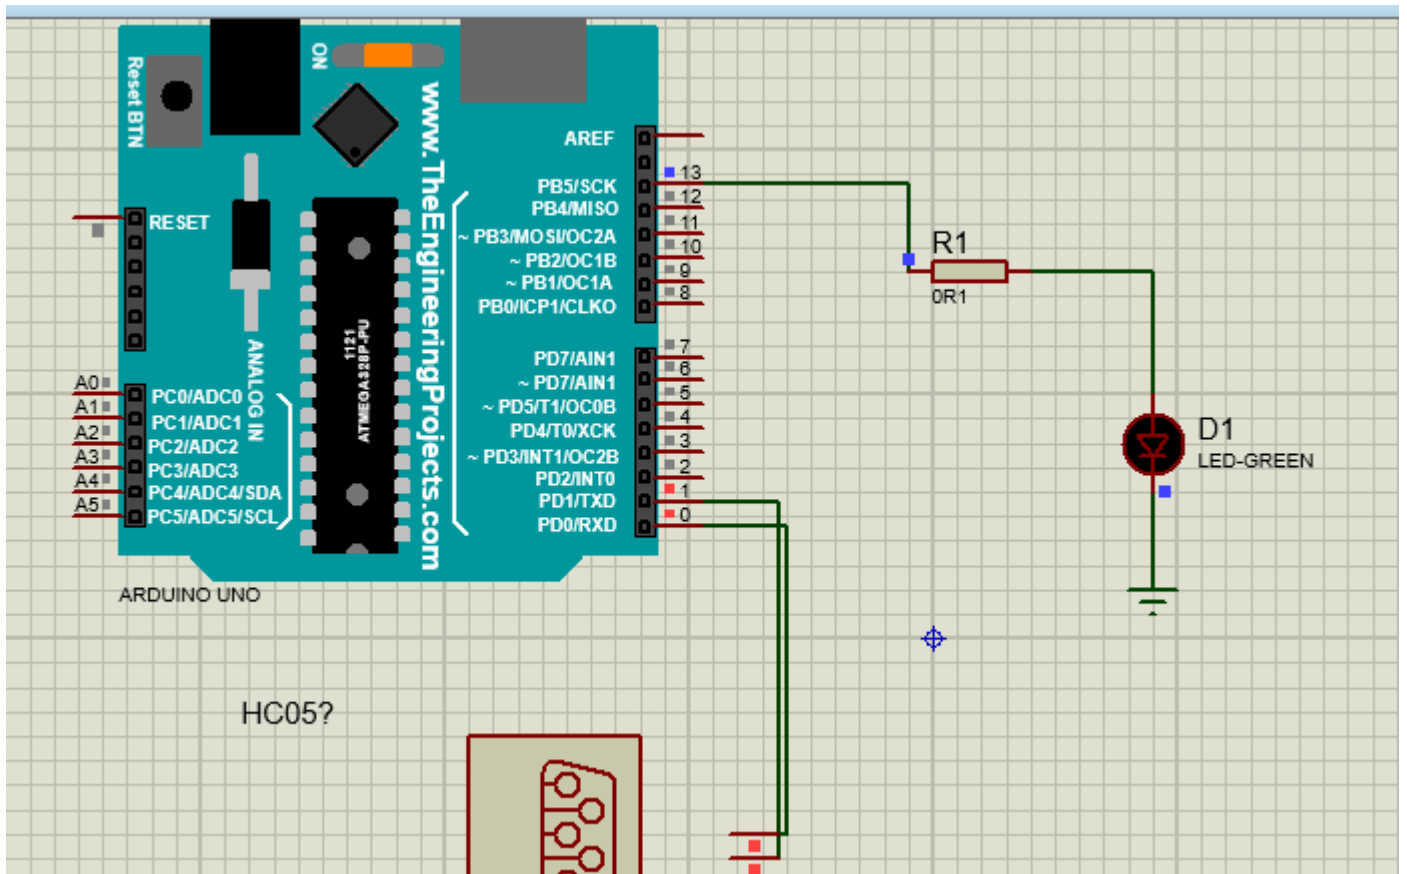 Reset BTN
ON
www.TheEngineeringProjects.com
AREF
13
PB5/SCK
12
PB4/MISO
11
~ PB3/MOSI/OC2A
10
~ PB2/OC1B
9
~ PB1/OC1A
8
PB0/ICP1/CLKO
RESET
1121
ATMEGA328P-PU
ANALOG IN
7
PD7/AIN1
6
~ PD7/AIN1
5
~ PD5/T1/OC0B
4
PD4/T0/XCK
3
~ PD3/INT1/OC2B
2
PD2/INT0
1
PD1/TXD
0
PD0/RXD
A0
PC0/ADC0
A1
PC1/ADC1
A2
PC2/ADC2
A3
PC3/ADC3
A4
PC4/ADC4/SDA
A5
PC5/ADC5/SCL
ARDUINO UNO
R1
0R1
D1
LED-GREEN
HC05?